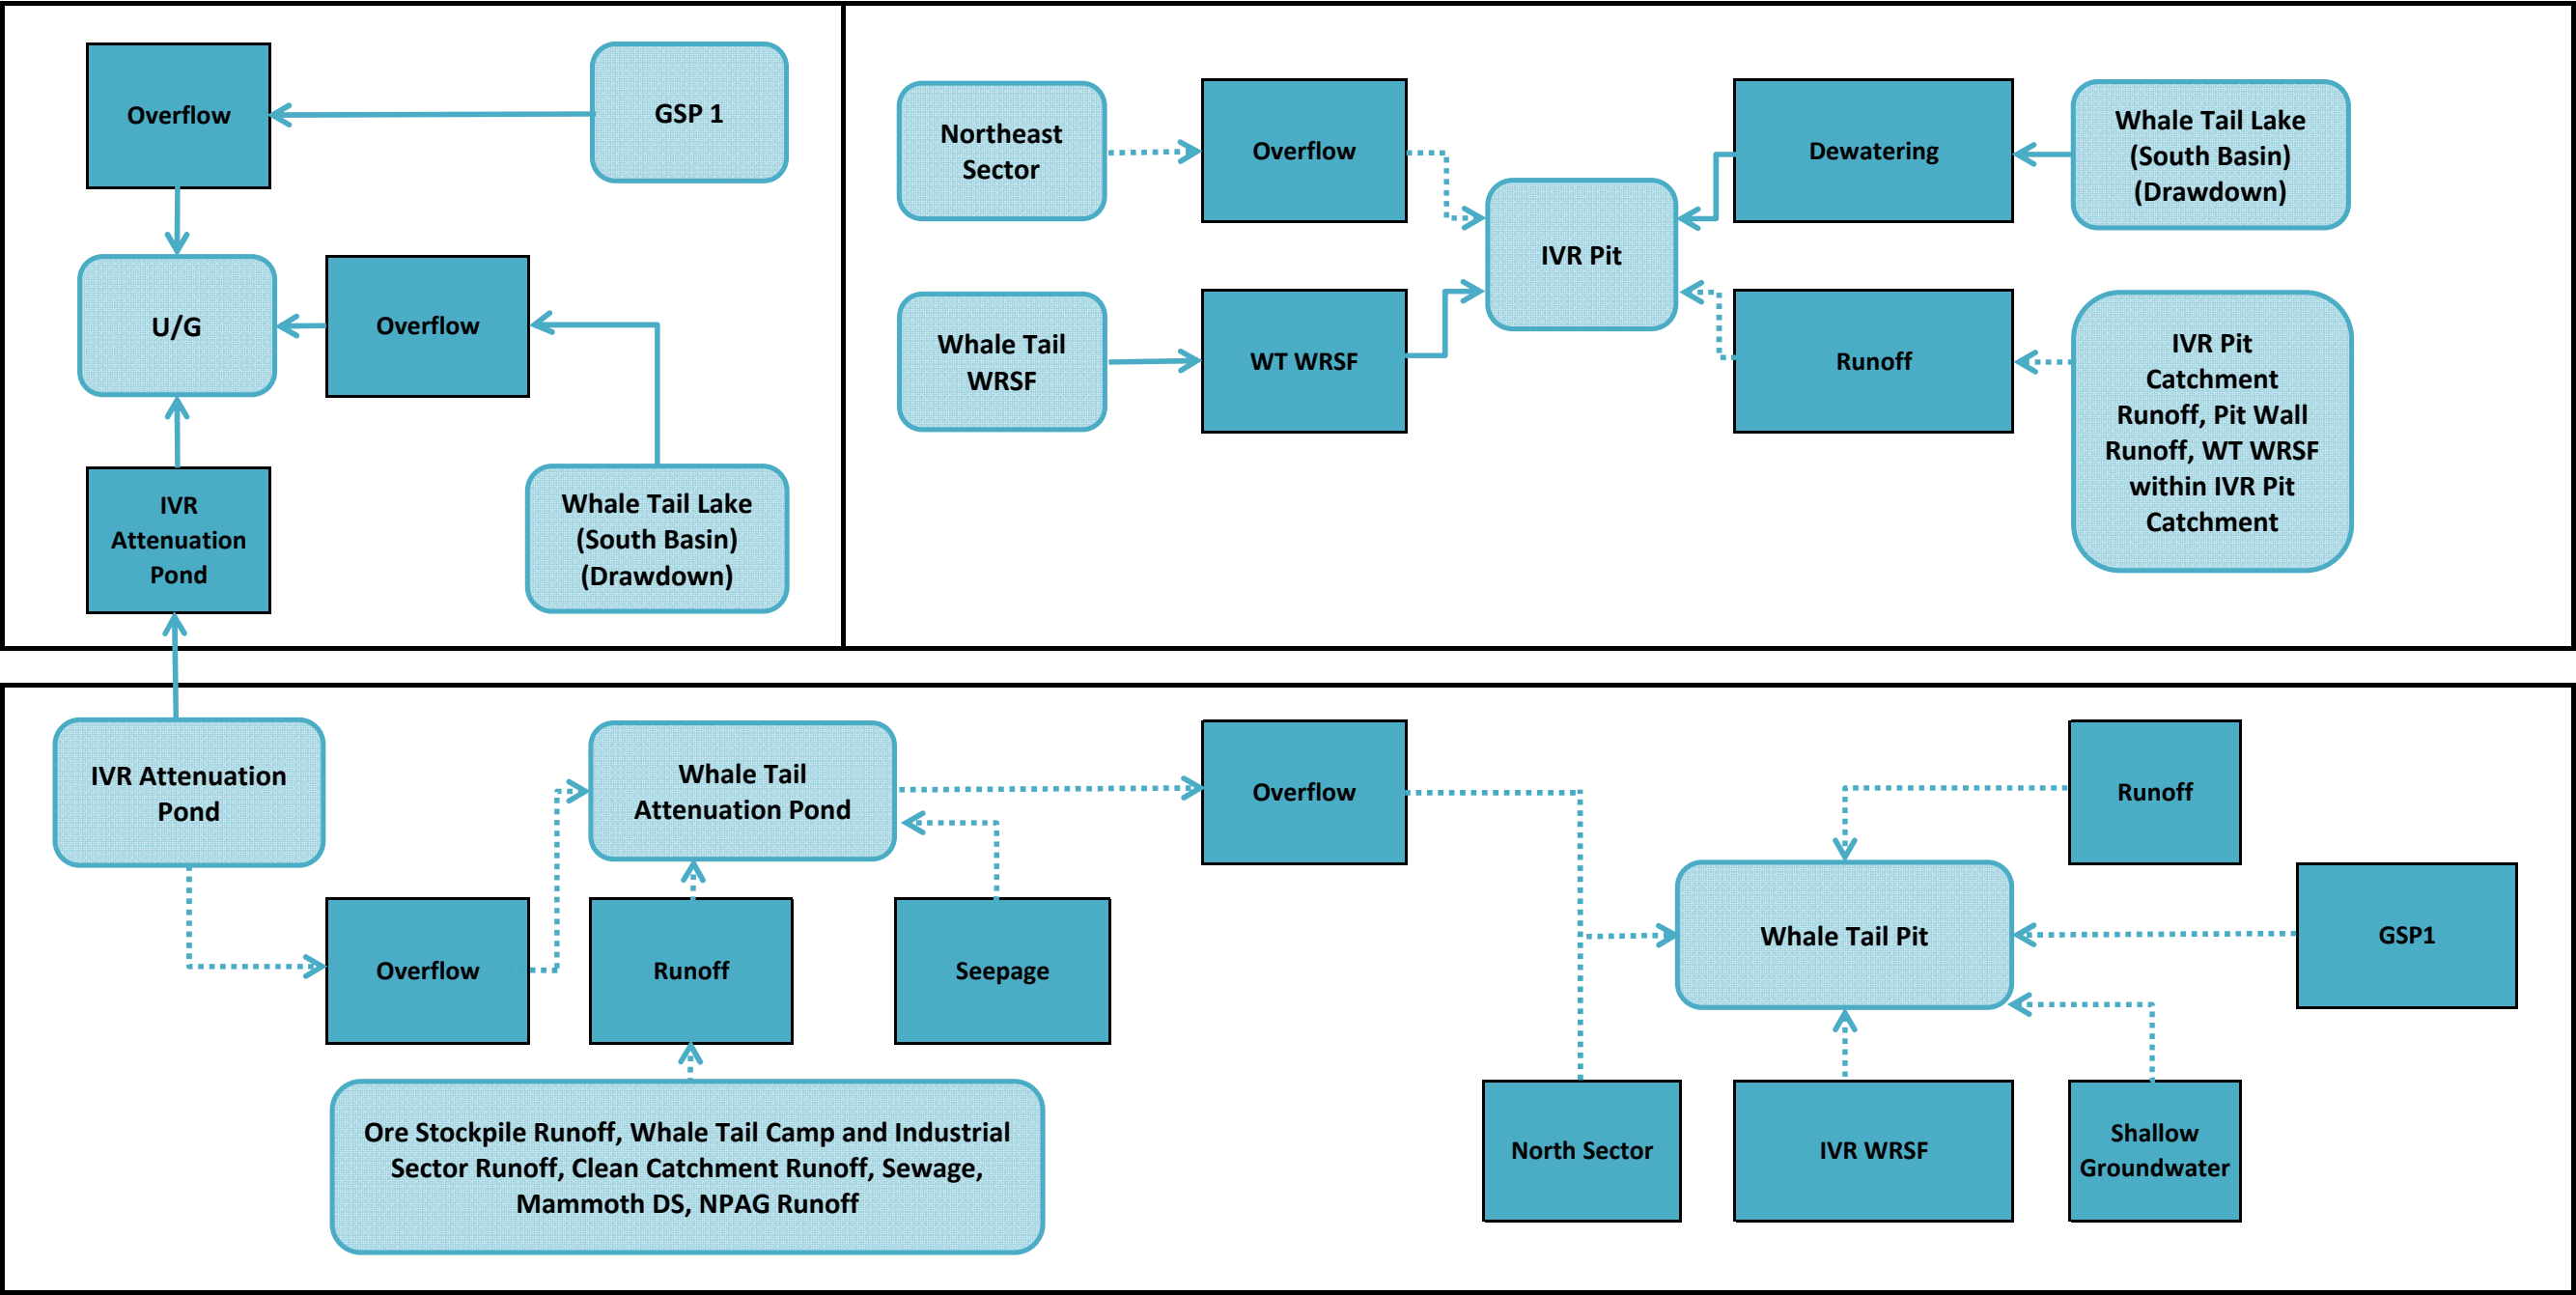 Overflow
GSP 1
U/G
Overflow
IVR
Attenuation
Pond
Whale Tail Lake
(South Basin)
(Drawdown)
Northeast
Sector
Overflow
Dewatering
Whale Tail Lake
(South Basin)
(Drawdown)
IVR Pit
Whale Tail
WRSF
WT WRSF
Runoff
IVR Pit
Catchment
Runoff, Pit Wall
Runoff, WT WRSF
within IVR Pit
Catchment
IVR Attenuation
Pond
Whale Tail
Attenuation Pond
Overflow
Runoff
Overflow
Runoff
Seepage
Whale Tail Pit
GSP1
Ore Stockpile Runoff, Whale Tail Camp and Industrial
Sector Runoff, Clean Catchment Runoff, Sewage,
Mammoth DS, NPAG Runoff
North Sector
IVR WRSF
Shallow
Groundwater